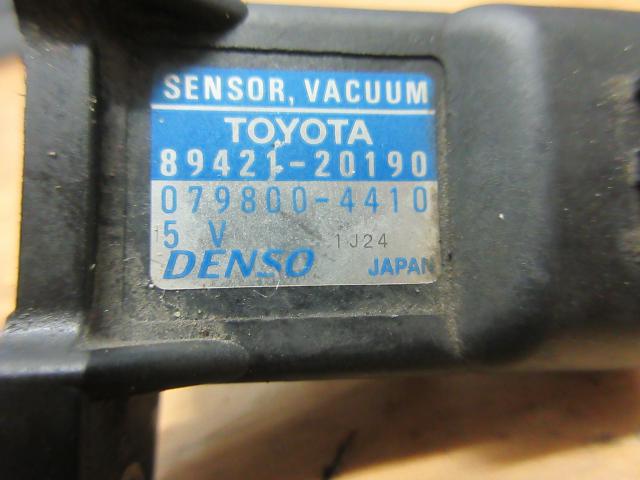 SENSOR, VACUUM
TOYOTA
89421-20190
079800-4410
5 V 1J24
DENSO JAPAN